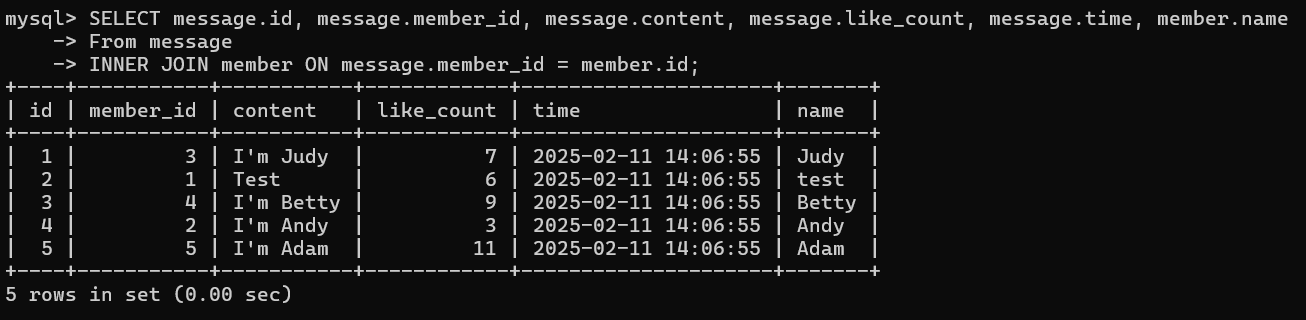 mysql> SELECT message.id, message.member_id, message.content, message.like_count, message.time, member.name
    -> From message
    -> INNER JOIN member ON message.member_id = member.id;
+----+-----------+-----------+------------+---------------------+-------+
| id | member_id | content   | like_count | time                | name  |
+----+-----------+-----------+------------+---------------------+-------+
|  1 |         3 | I'm Judy  |          7 | 2025-02-11 14:06:55 | Judy  |
|  2 |         1 | Test      |          6 | 2025-02-11 14:06:55 | test  |
|  3 |         4 | I'm Betty |          9 | 2025-02-11 14:06:55 | Betty |
|  4 |         2 | I'm Andy  |          3 | 2025-02-11 14:06:55 | Andy  |
|  5 |         5 | I'm Adam  |         11 | 2025-02-11 14:06:55 | Adam  |
+----+-----------+-----------+------------+---------------------+-------+
5 rows in set (0.00 sec)